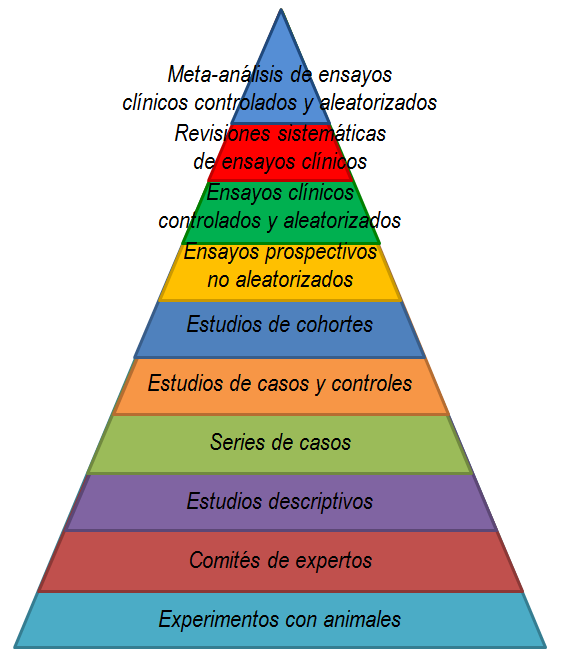 Meta-análisis de ensayos
clínicos controlados y aleatorizados
Revisiones sistemáticas
de ensayos clínicos
Ensayos clínicos
controlados y aleatorizados
Ensayos prospectivos
no aleatorizados
Estudios de cohortes
Estudios de casos y controles
Series de casos
Estudios descriptivos
Comités de expertos
Experimentos con animales